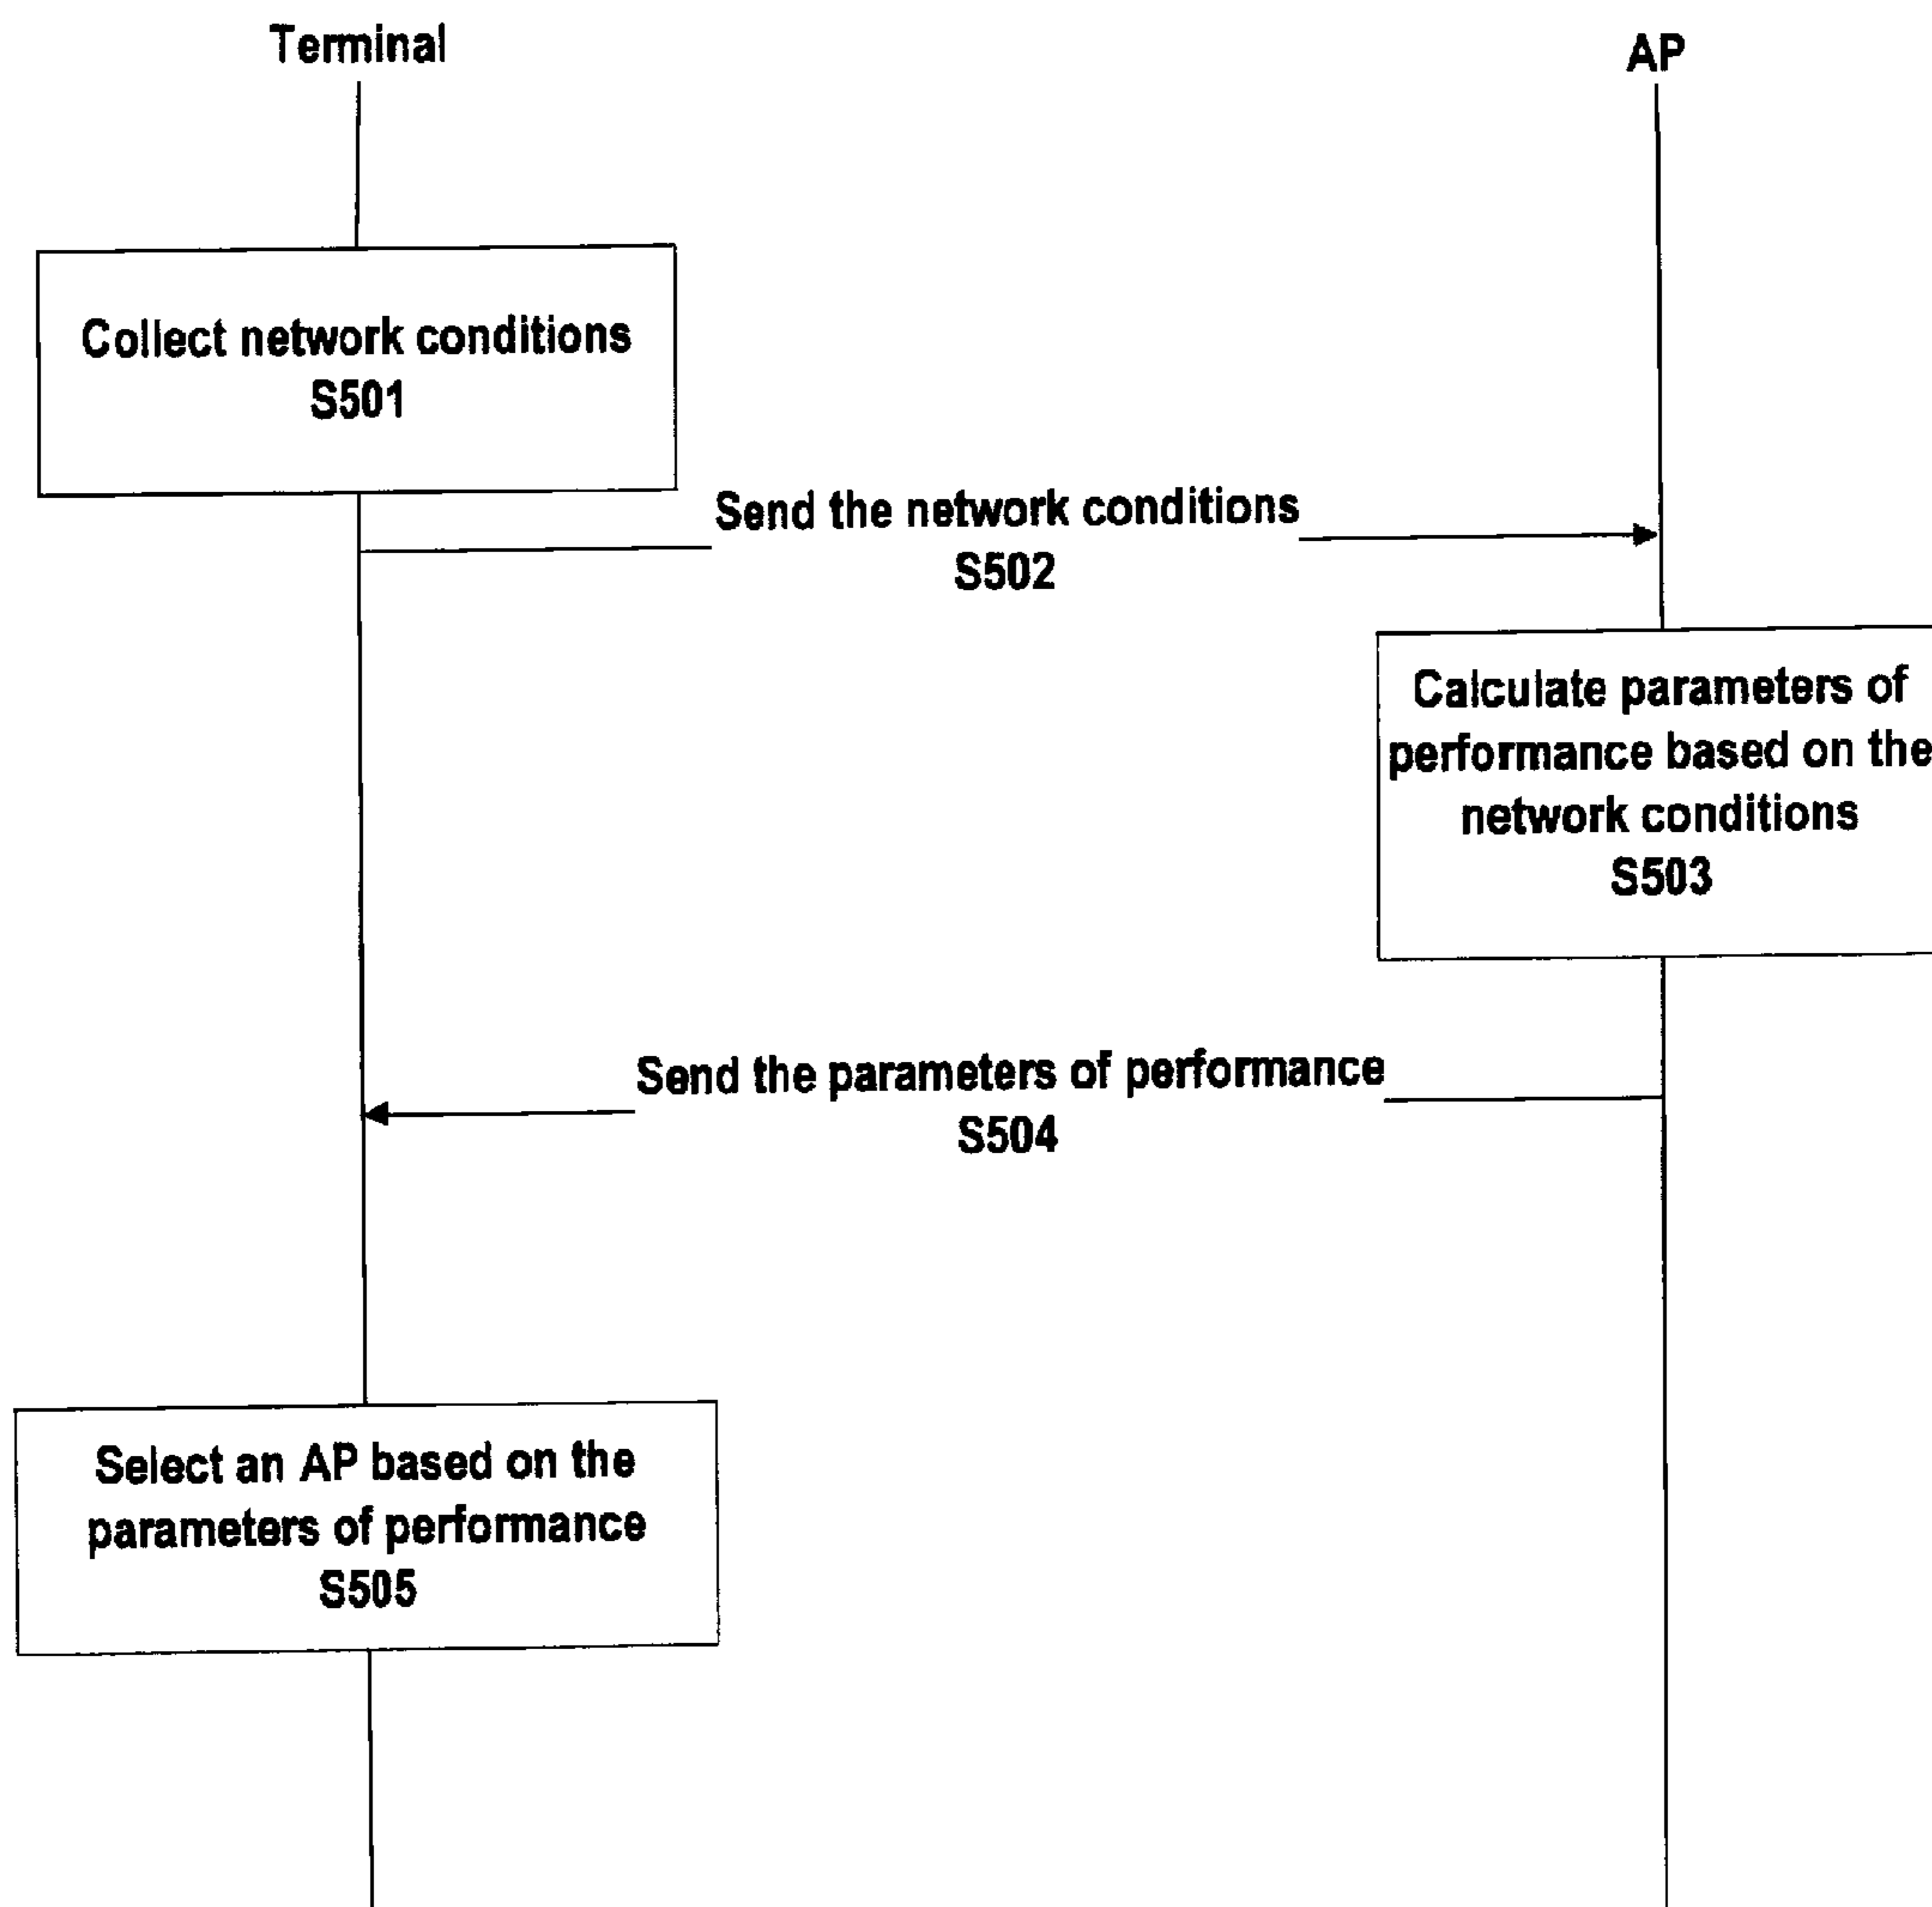 Terminal
AP
Collect network conditions
S501
Send the network conditions
S502
Calculate parameters of
performance based on the
network conditions
S503
Send the parameters of performance
S504
Select an AP based on the
parameters of performance
S505